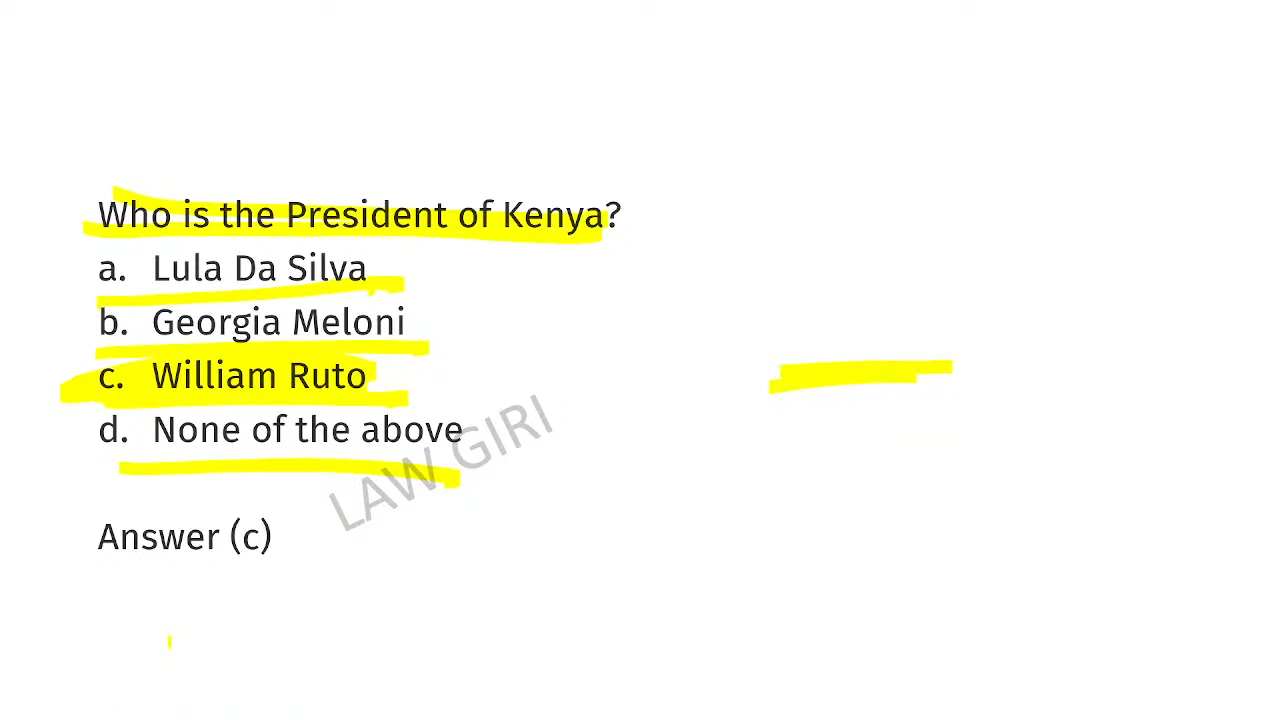 Who is the President of Kenya?
a. Lula Da Silva
b. Georgia Meloni
c. William Ruto
d. None of the above
LAW GIRI
Answer (c)